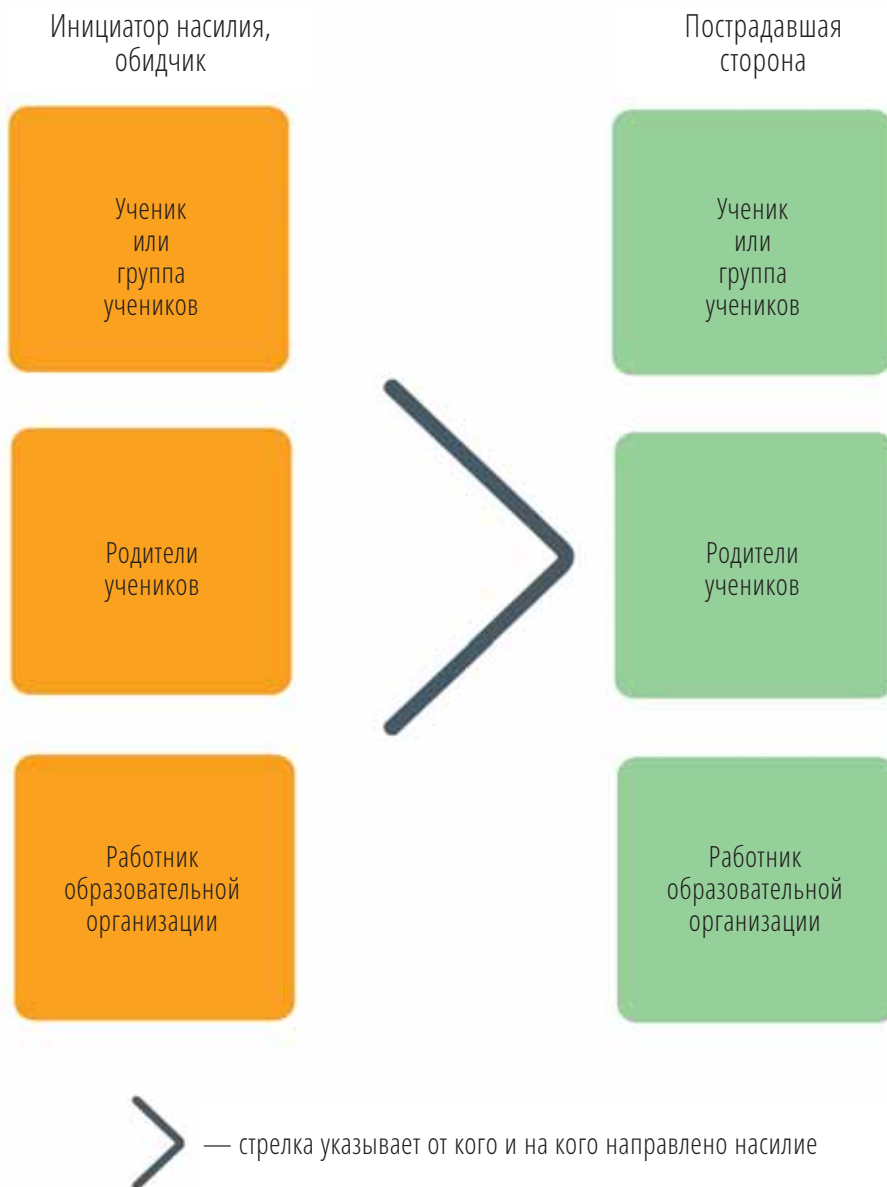 Инициатор насилия,
обидчик
Пострадавшая
сторона
Ученик
или
группа
учеников
Ученик
или
группа
учеников
Родители
учеников
Родители
учеников
Работник
образовательной
организации
Работник
образовательной
организации
— стрелка указывает от кого и на кого направлено насилие